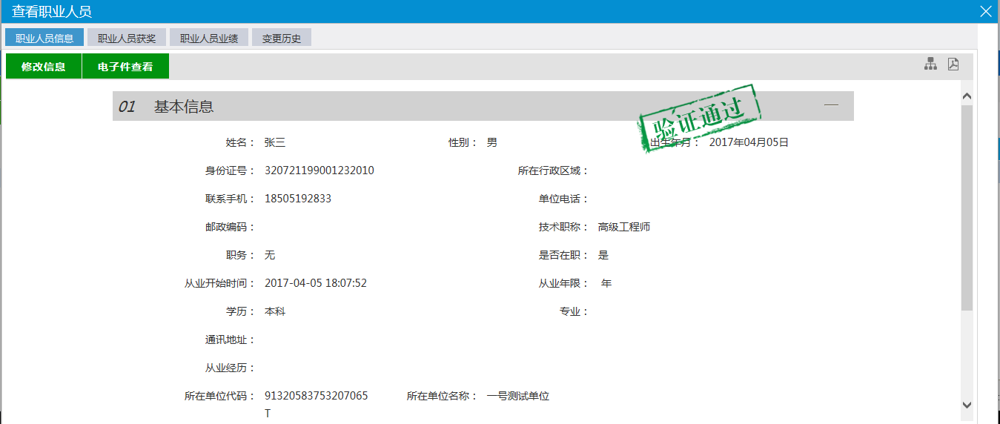 查看职业人员
职业人员信息 职业人员获奖 职业人员业绩 变更历史
修改信息 电子件查看
01 基本信息
验证通过
姓名： 张三 性别： 男 出生年月： 2017年04月05日
身份证号： 320721199001232010 所在行政区域：
联系手机： 18505192833 单位电话：
邮政编码： 技术职称： 高级工程师
职务： 无 是否在职： 是
从业开始时间： 2017-04-05 18:07:52 从业年限： 年
学历： 本科 专业：
通讯地址：
从业经历：
所在单位代码： 91320583753207065 所在单位名称： 一号测试单位
T